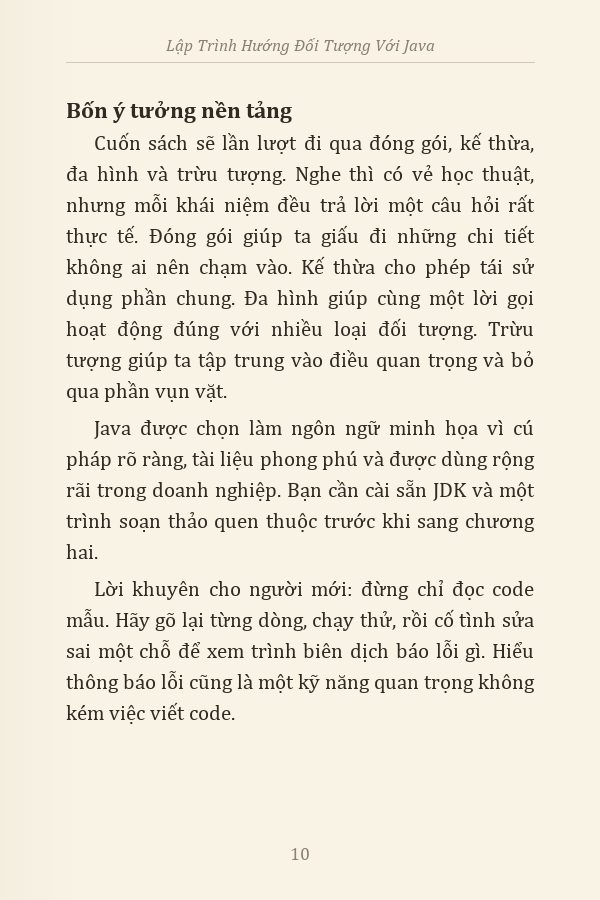 Lập Trình Hướng Đối Tượng Với Java
Bốn ý tưởng nền tảng
Cuốn sách sẽ lần lượt đi qua đóng gói, kế thừa,
đa hình và trừu tượng. Nghe thì có vẻ học thuật,
nhưng mỗi khái niệm đều trả lời một câu hỏi rất
thực tế. Đóng gói giúp ta giấu đi những chi tiết
không ai nên chạm vào. Kế thừa cho phép tái sử
dụng phần chung. Đa hình giúp cùng một lời gọi
hoạt động đúng với nhiều loại đối tượng. Trừu
tượng giúp ta tập trung vào điều quan trọng và bỏ
qua phần vụn vặt.
Java được chọn làm ngôn ngữ minh họa vì cú
pháp rõ ràng, tài liệu phong phú và được dùng rộng
rãi trong doanh nghiệp. Bạn cần cài sẵn JDK và một
trình soạn thảo quen thuộc trước khi sang chương
hai.
Lời khuyên cho người mới: đừng chỉ đọc code
mẫu. Hãy gõ lại từng dòng, chạy thử, rồi cố tình sửa
sai một chỗ để xem trình biên dịch báo lỗi gì. Hiểu
thông báo lỗi cũng là một kỹ năng quan trọng không
kém việc viết code.
10